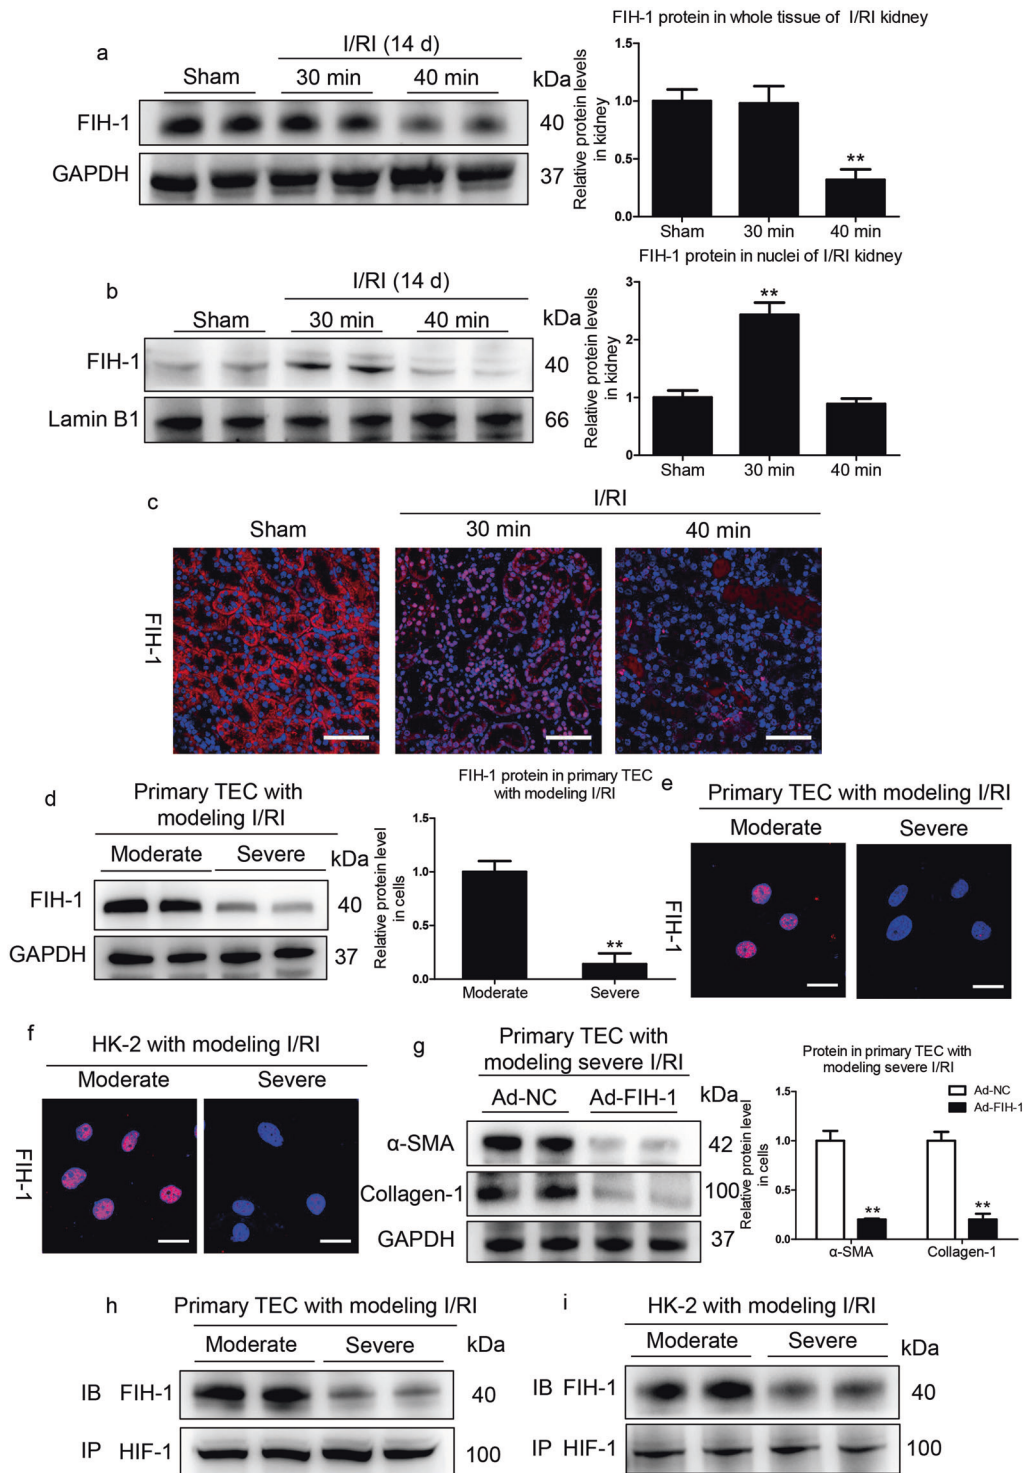 a
I/RI (14 d)
Sham 30 min 40 min kDa
FIH-1 40
GAPDH 37
FIH-1 protein in whole tissue of I/RI kidney
Relative protein levels
in kidney
1.5
1.0
0.5
0.0
**
Sham 30 min 40 min
b
I/RI (14 d)
Sham 30 min 40 min kDa
FIH-1 40
Lamin B1 66
FIH-1 protein in nuclei of I/RI kidney
Relative protein levels
in kidney
3
2
1
0
**
Sham 30 min 40 min
c
I/RI
Sham 30 min 40 min
FIH-1
d
Primary TEC with
modeling I/RI
Moderate Severe kDa
FIH-1 40
GAPDH 37
FIH-1 protein in primary TEC
with modeling I/RI
Relative protein level
in cells
1.5
1.0
0.5
0.0
**
Moderate Severe
e
Primary TEC with modeling I/RI
Moderate Severe
FIH-1
f
HK-2 with modeling I/RI
Moderate Severe
FIH-1
g
Primary TEC with
modeling severe I/RI
Ad-NC Ad-FIH-1 kDa
α-SMA 42
Collagen-1 100
GAPDH 37
Protein in primary TEC with
modeling severe I/RI
Ad-NC
Ad-FIH-1
Relative protein level
in cells
1.5
1.0
0.5
0.0
** **
α-SMA Collagen-1
h
Primary TEC with modeling I/RI
Moderate Severe kDa
IB FIH-1 40
IP HIF-1 100
i
HK-2 with modeling I/RI
Moderate Severe kDa
IB FIH-1 40
IP HIF-1 100